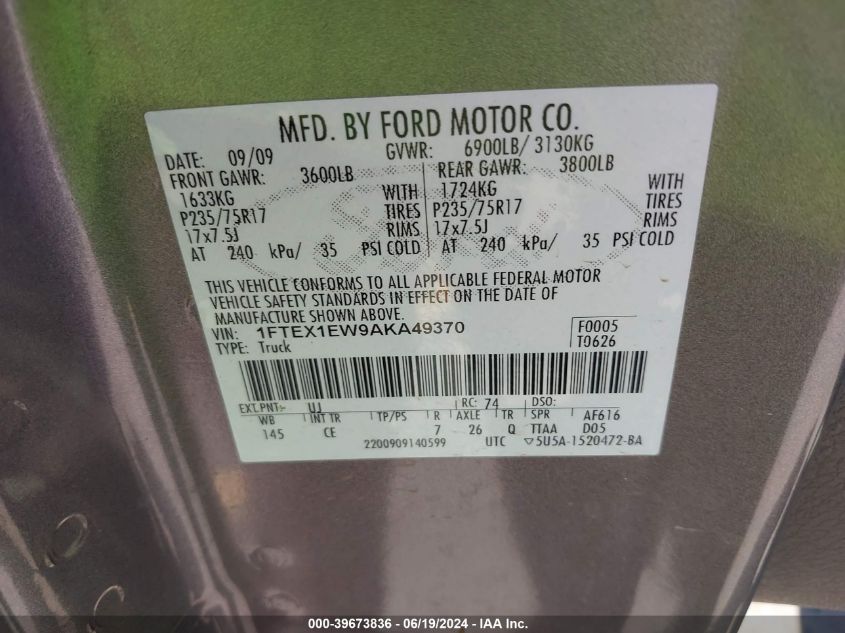 MFD. BY FORD MOTOR CO.
DATE: 09/09 GVWR: 6900LB/ 3130KG
FRONT GAWR: 3600LB REAR GAWR: 3800LB
1633KG WITH 1724KG WITH
P235/75R17 TIRES P235/75R17 TIRES
17x7.5J RIMS 17x7.5J RIMS
AT 240 kPa/ 35 PSI COLD AT 240 kPa/ 35 PSI COLD
THIS VEHICLE CONFORMS TO ALL APPLICABLE FEDERAL MOTOR
VEHICLE SAFETY STANDARDS IN EFFECT ON THE DATE OF
MANUFACTURE SHOWN ABOVE.
VIN: 1FTEX1EW9AKA49370 F0005
TYPE: Truck T0626
EXT.PNT:- UJ RC: 74 DSO:
WB INT TR TP/PS R AXLE TR SPR AF616
145 CE 7 26 Q TTAA D05
2200909140599 UTC ▽5U5A-1520472-BA
000-39673836 - 06/19/2024 - IAA Inc.